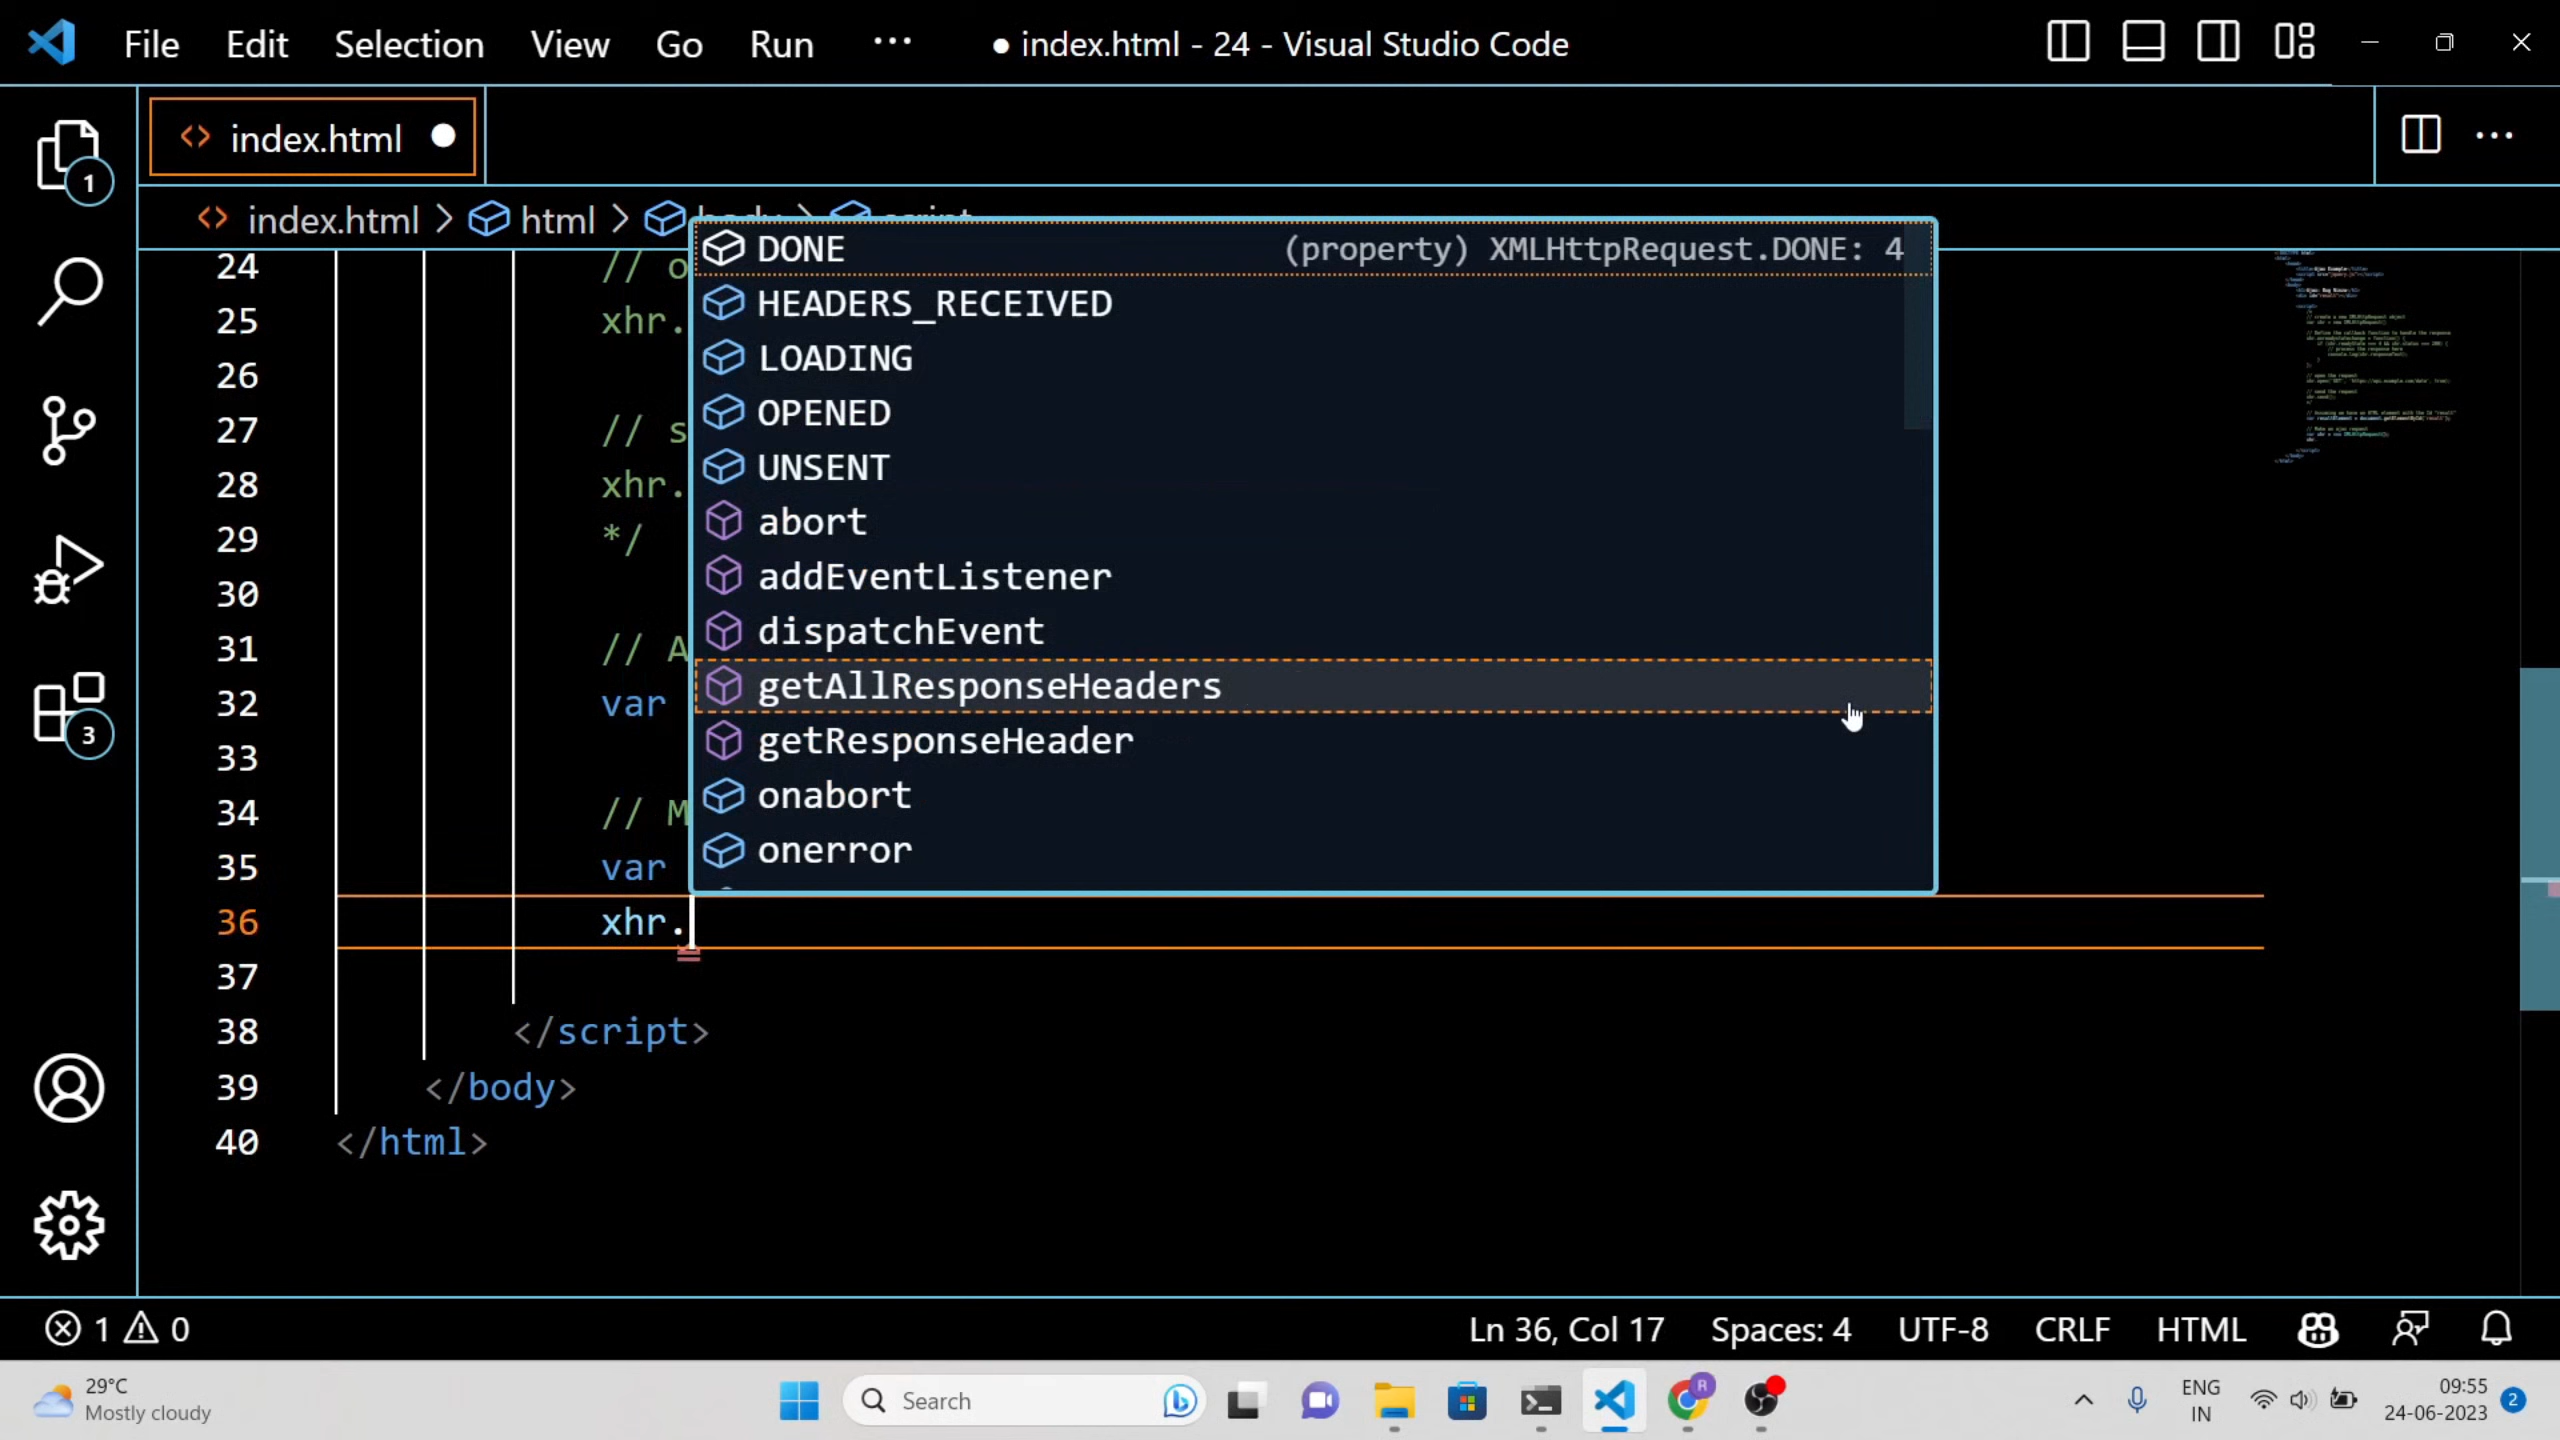 File Edit Selection View Go Run ··· ● index.html - 24 - Visual Studio Code
index.html
1
index.html > html >
DONE (property) XMLHttpRequest.DONE: 4
HEADERS_RECEIVED
LOADING
OPENED
UNSENT
abort
addEventListener
dispatchEvent
getAllResponseHeaders
getResponseHeader
onabort
onerror
24 // o
25 xhr.
26
27 // s
28 xhr.
29 */
30
31 // A
32 var
33
34 // M
35 var
36 xhr.
37
38 </script>
39 </body>
40 </html>
3
1 0 Ln 36, Col 17 Spaces: 4 UTF-8 CRLF HTML
29°C
Mostly cloudy
Search
R
ENG
IN
09:55
24-06-2023
2